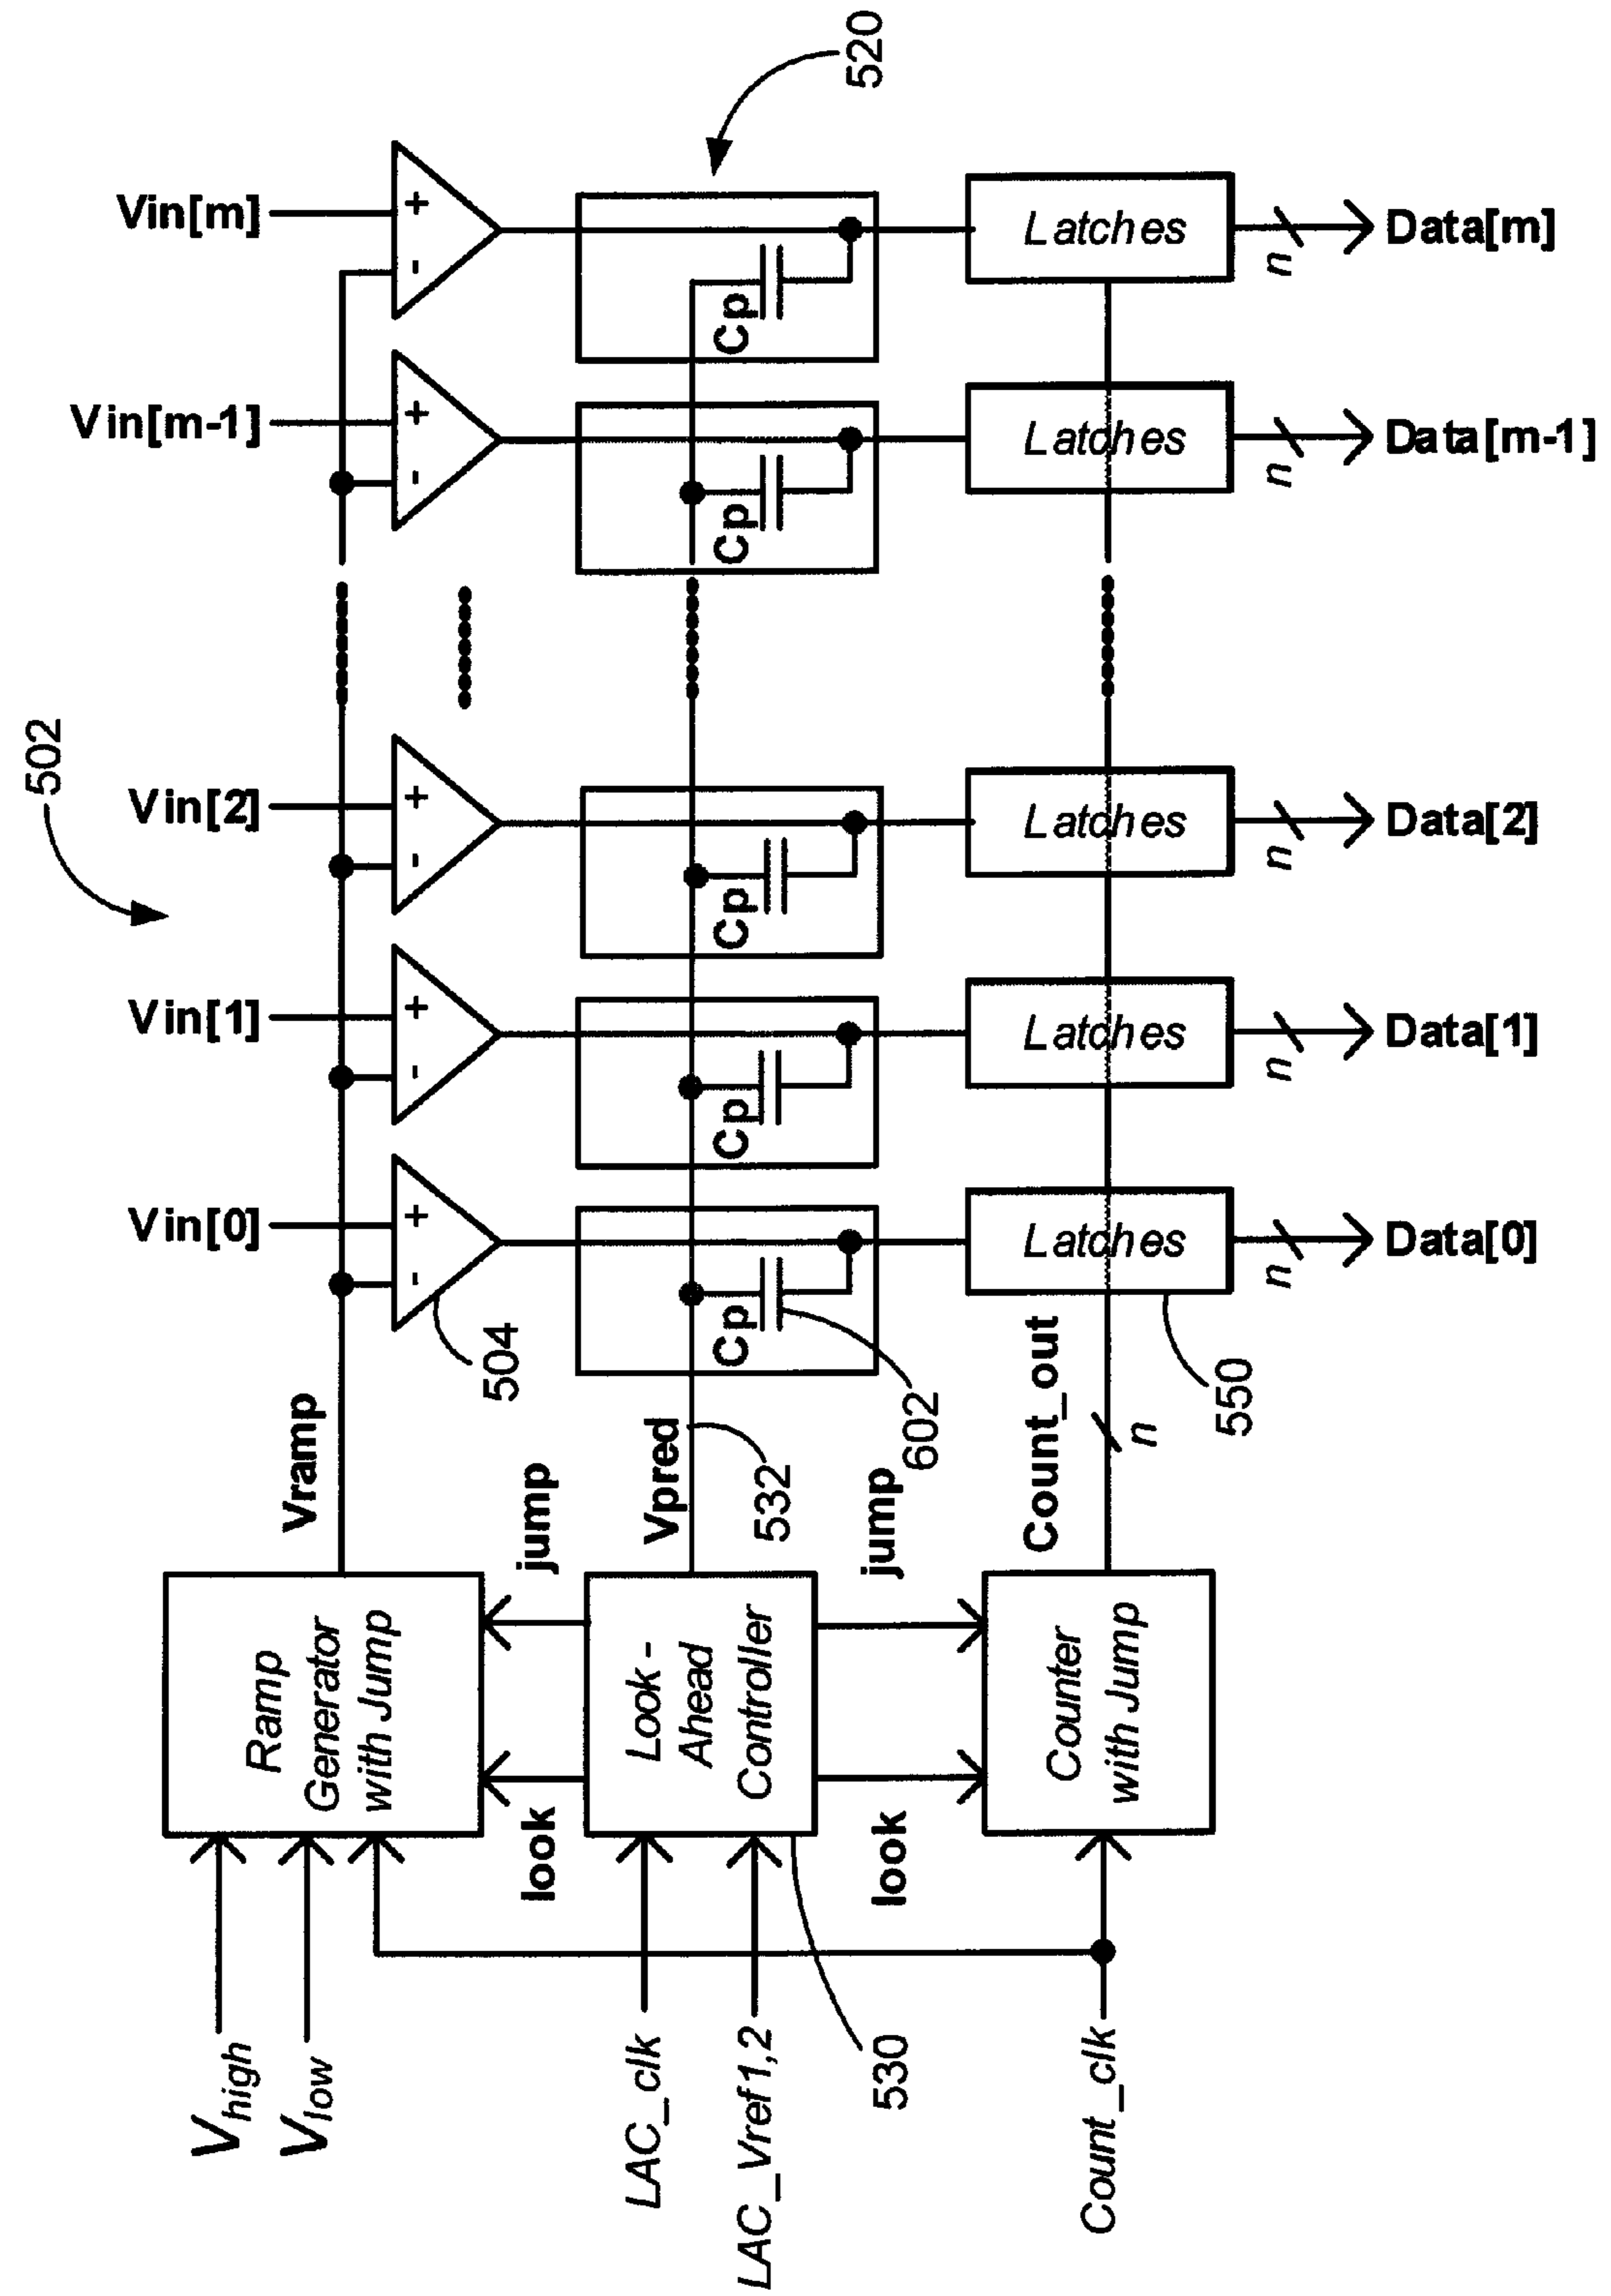 502
520
Vin[0]
Vin[1]
Vin[2]
Vin[m-1]
Vin[m]
Vhigh
Vlow
Ramp
Generator
with Jump
Vramp
-
+
-
+
-
+
-
+
-
+
504
look
jump
LAC_clk
LAC_Vref1,2
Look-
Ahead
Controller
Vpred
532
530
Cp
Cp
Cp
Cp
Cp
602
look
jump
Count_clk
Counter
with Jump
Count_out
n
Latches
Latches
Latches
Latches
Latches
550
n
n
n
n
n
Data[0]
Data[1]
Data[2]
Data[m-1]
Data[m]